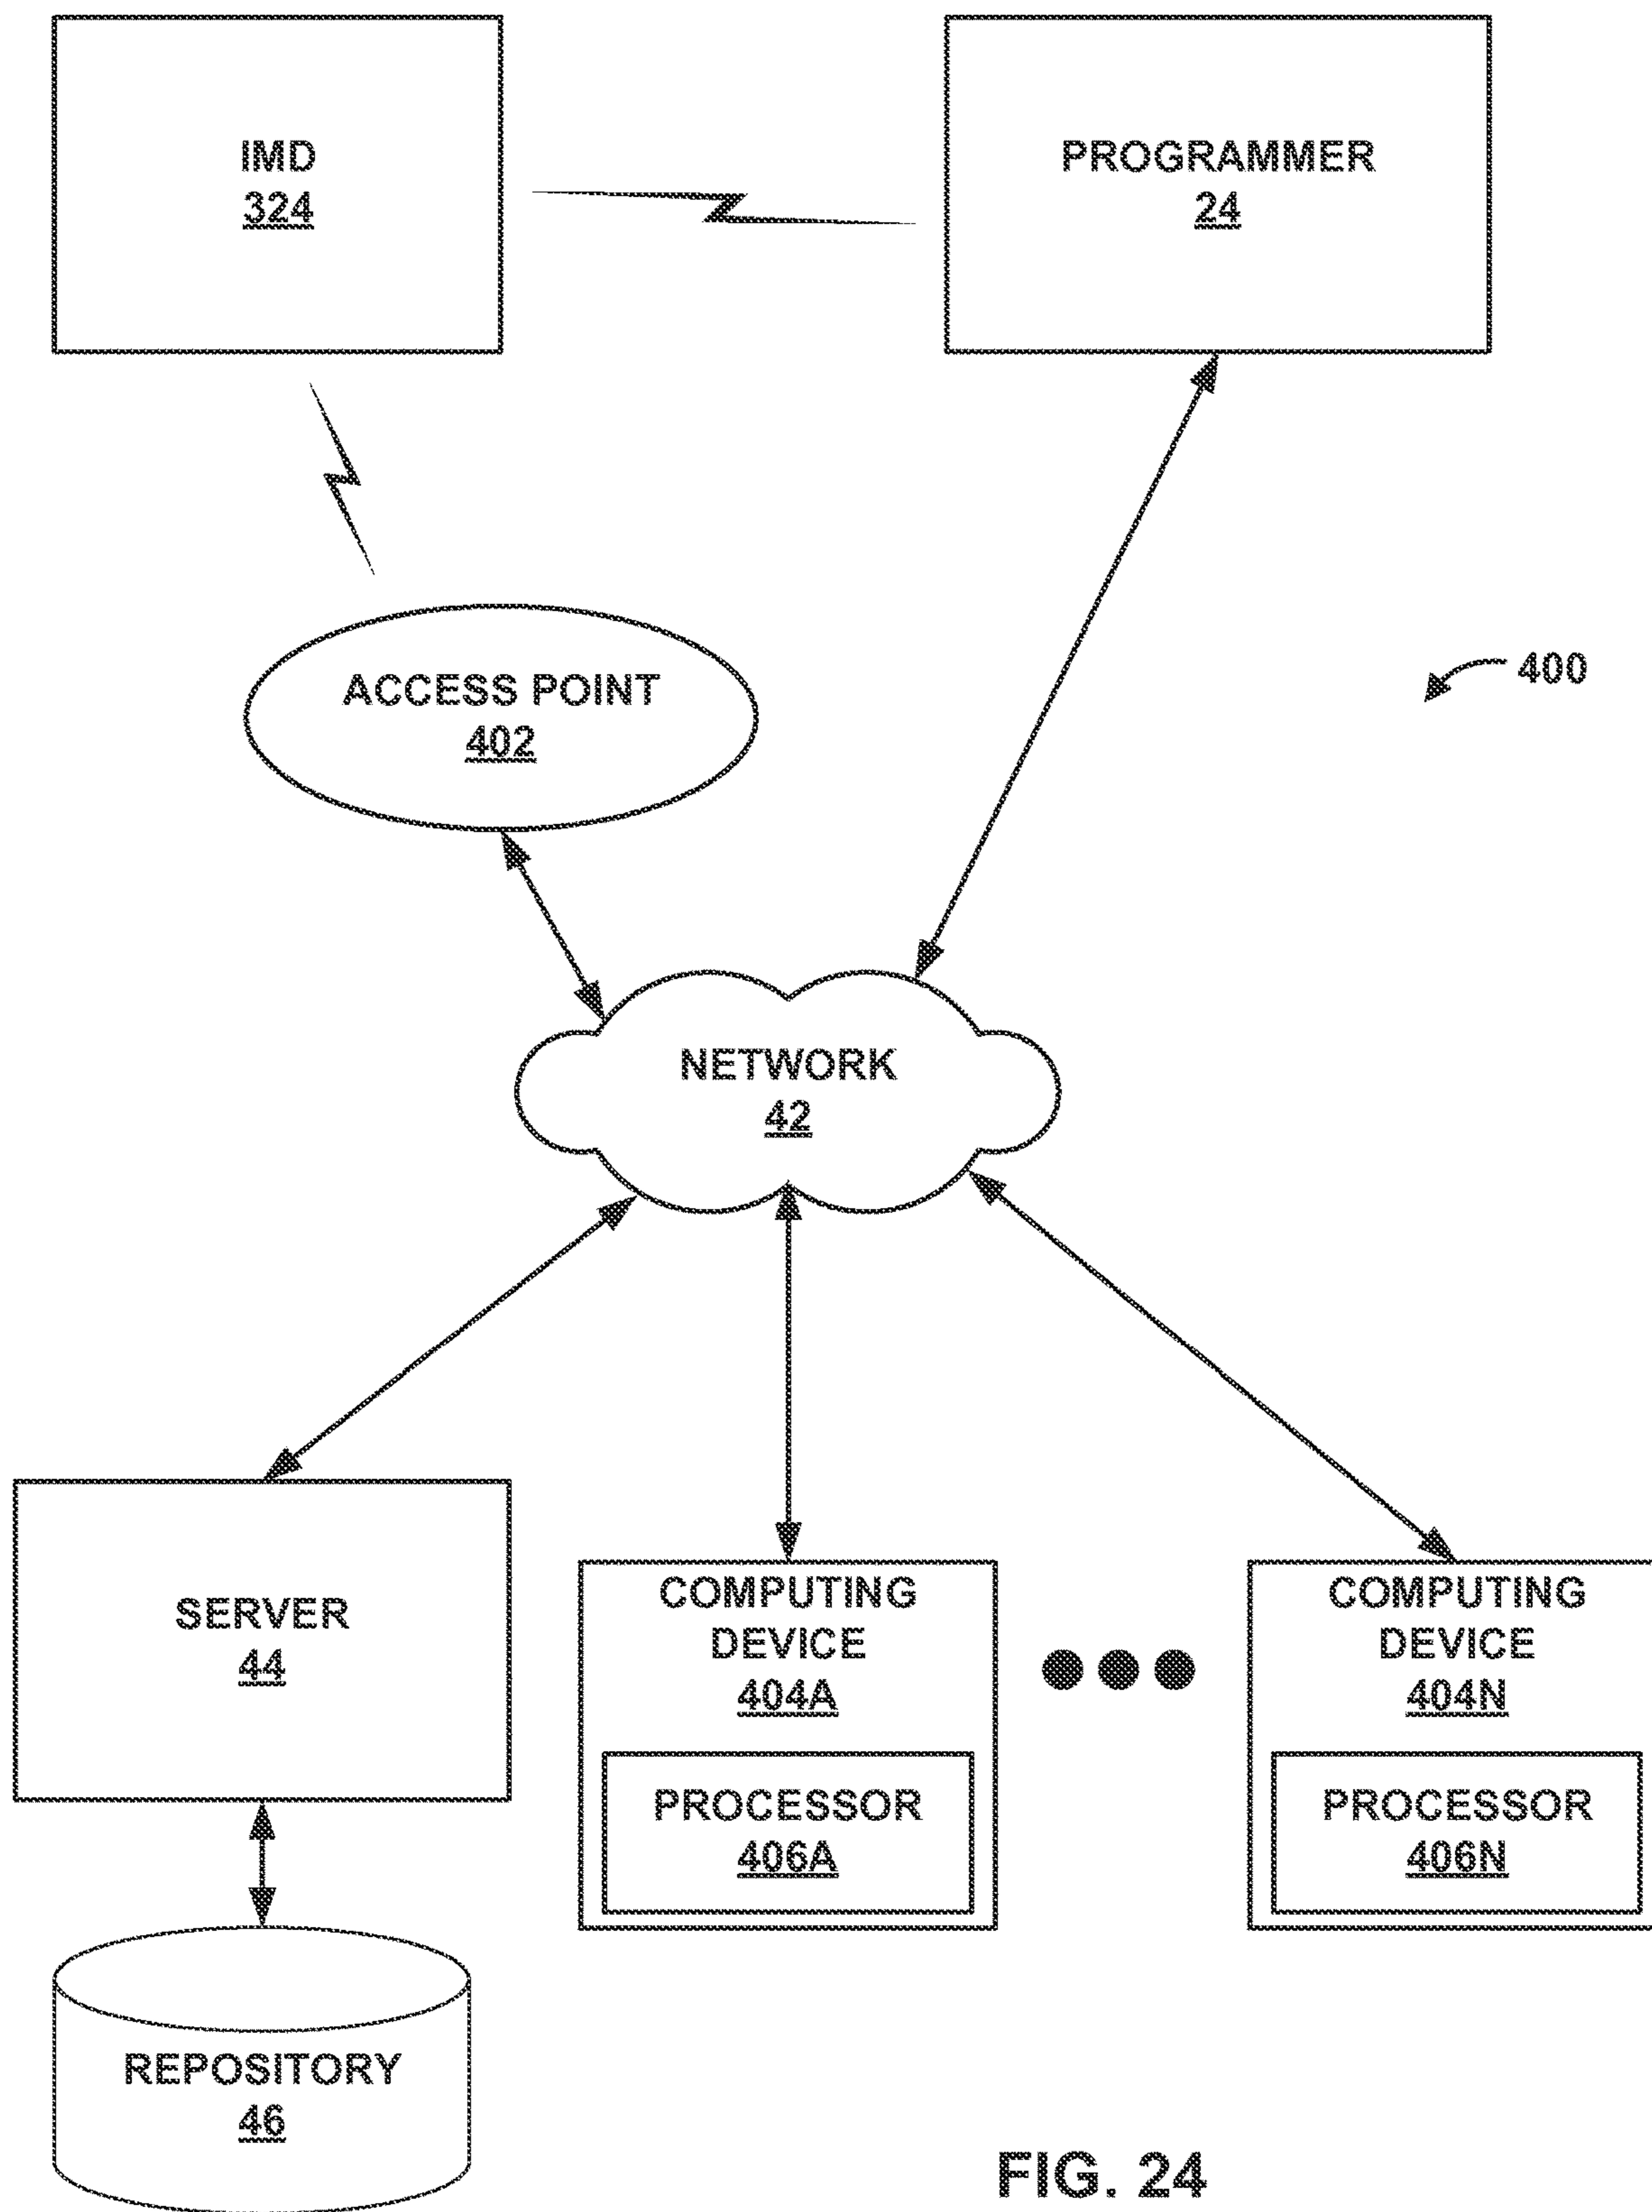 IMD
324
PROGRAMMER
24
ACCESS POINT
402
400
NETWORK
42
SERVER
44
COMPUTING
DEVICE
404A
PROCESSOR
406A
COMPUTING
DEVICE
404N
PROCESSOR
406N
REPOSITORY
46
FIG. 24